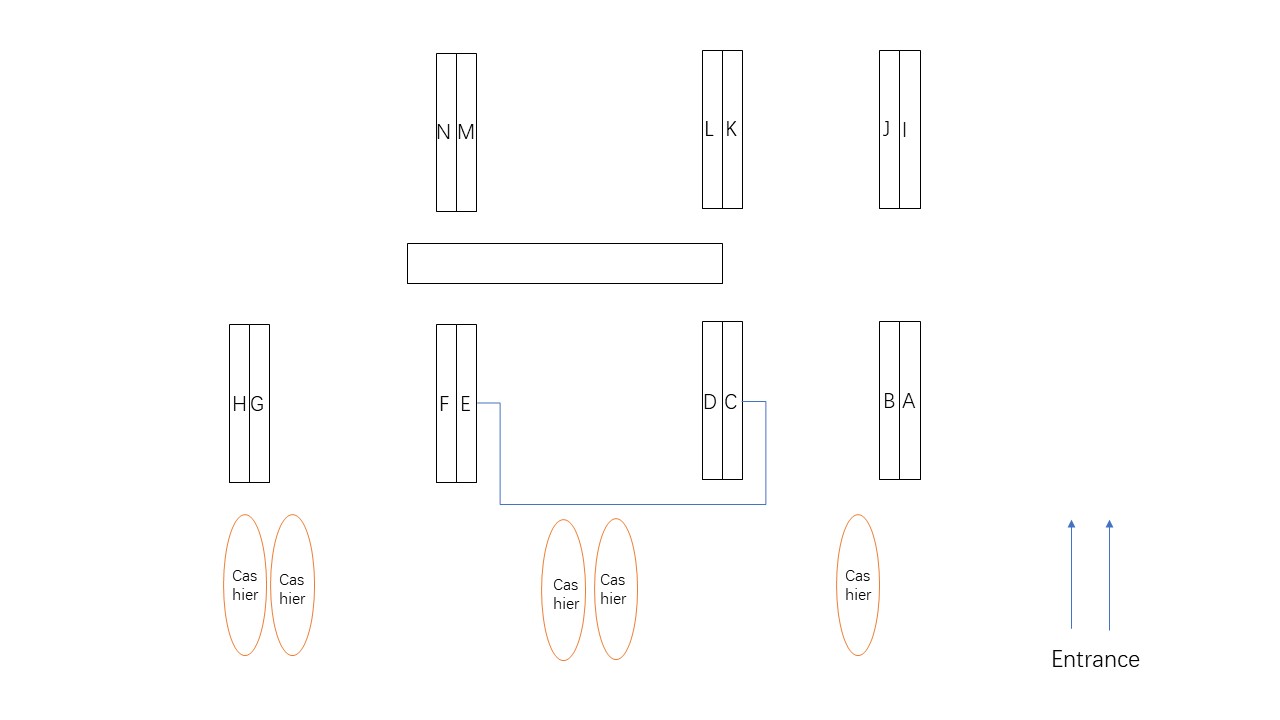 N M
L K
J I
H G
F E
D C
B A
Cas
hier
Cas
hier
Cas
hier
Cas
hier
Cas
hier
Entrance